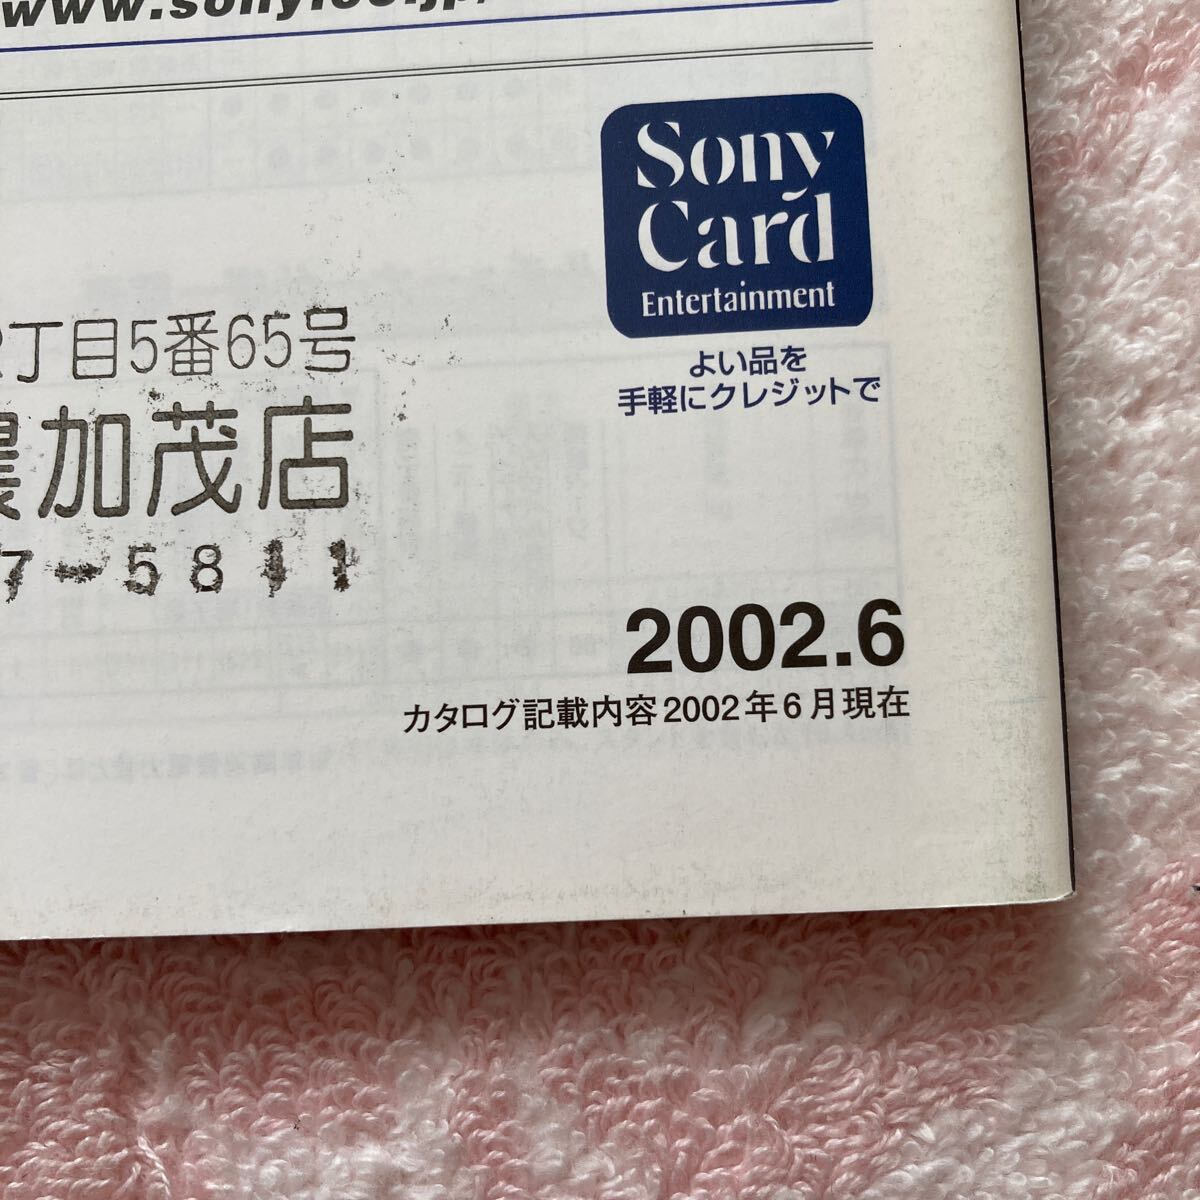 Sony
Card
Entertainment
よい品を
手軽にクレジットで
丁目5番65号
加茂店
7-5811
2002.6
カタログ記載内容2002年6月現在